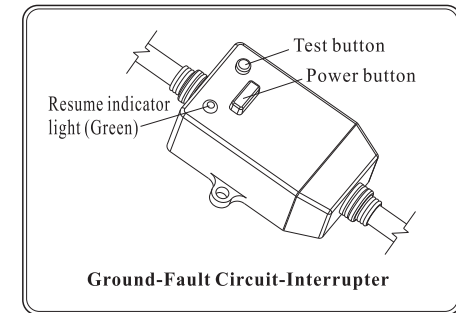 Test button
Power button
Resume indicator
light (Green)
Ground-Fault Circuit-Interrupter